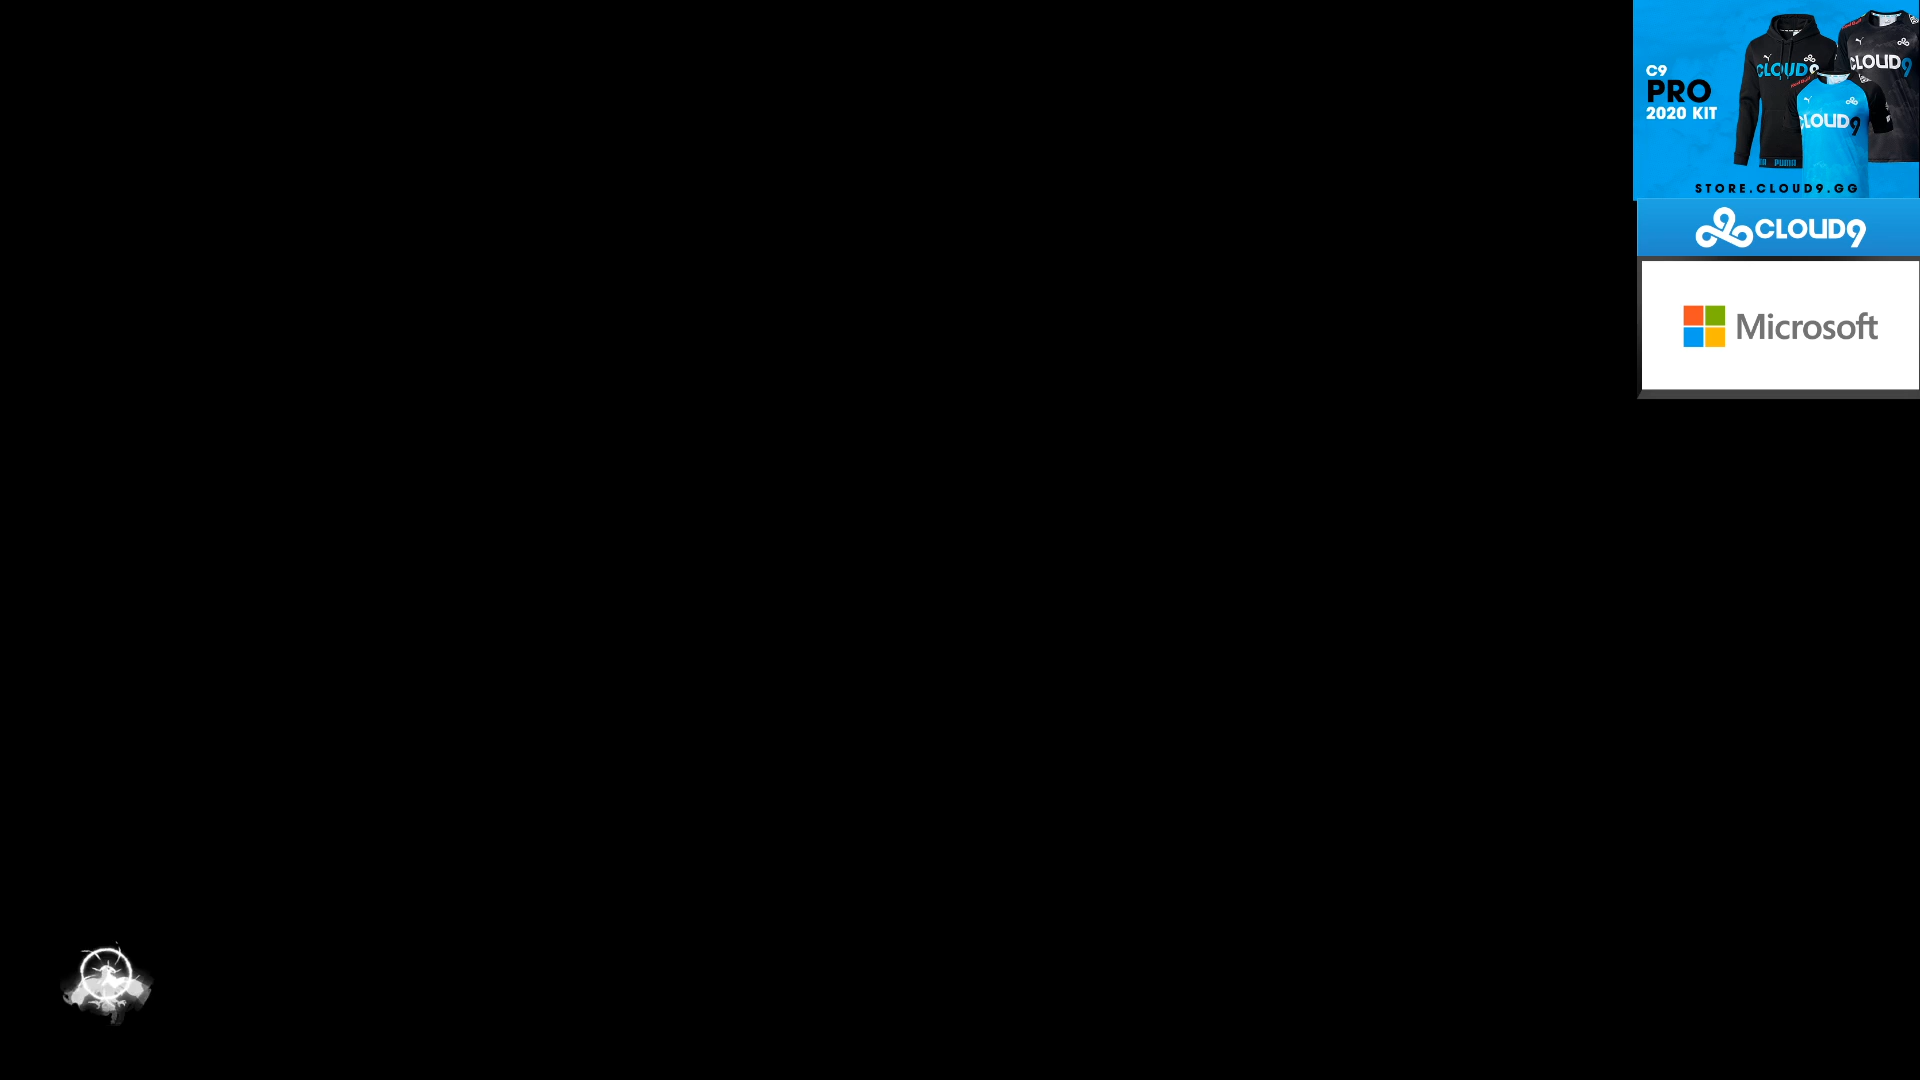 C9
PRO
2020 KIT
CLOUD9
CLOUD9
CLOUD9
PUMA
STORE.CLOUD9.GG
CLOUD9
Microsoft